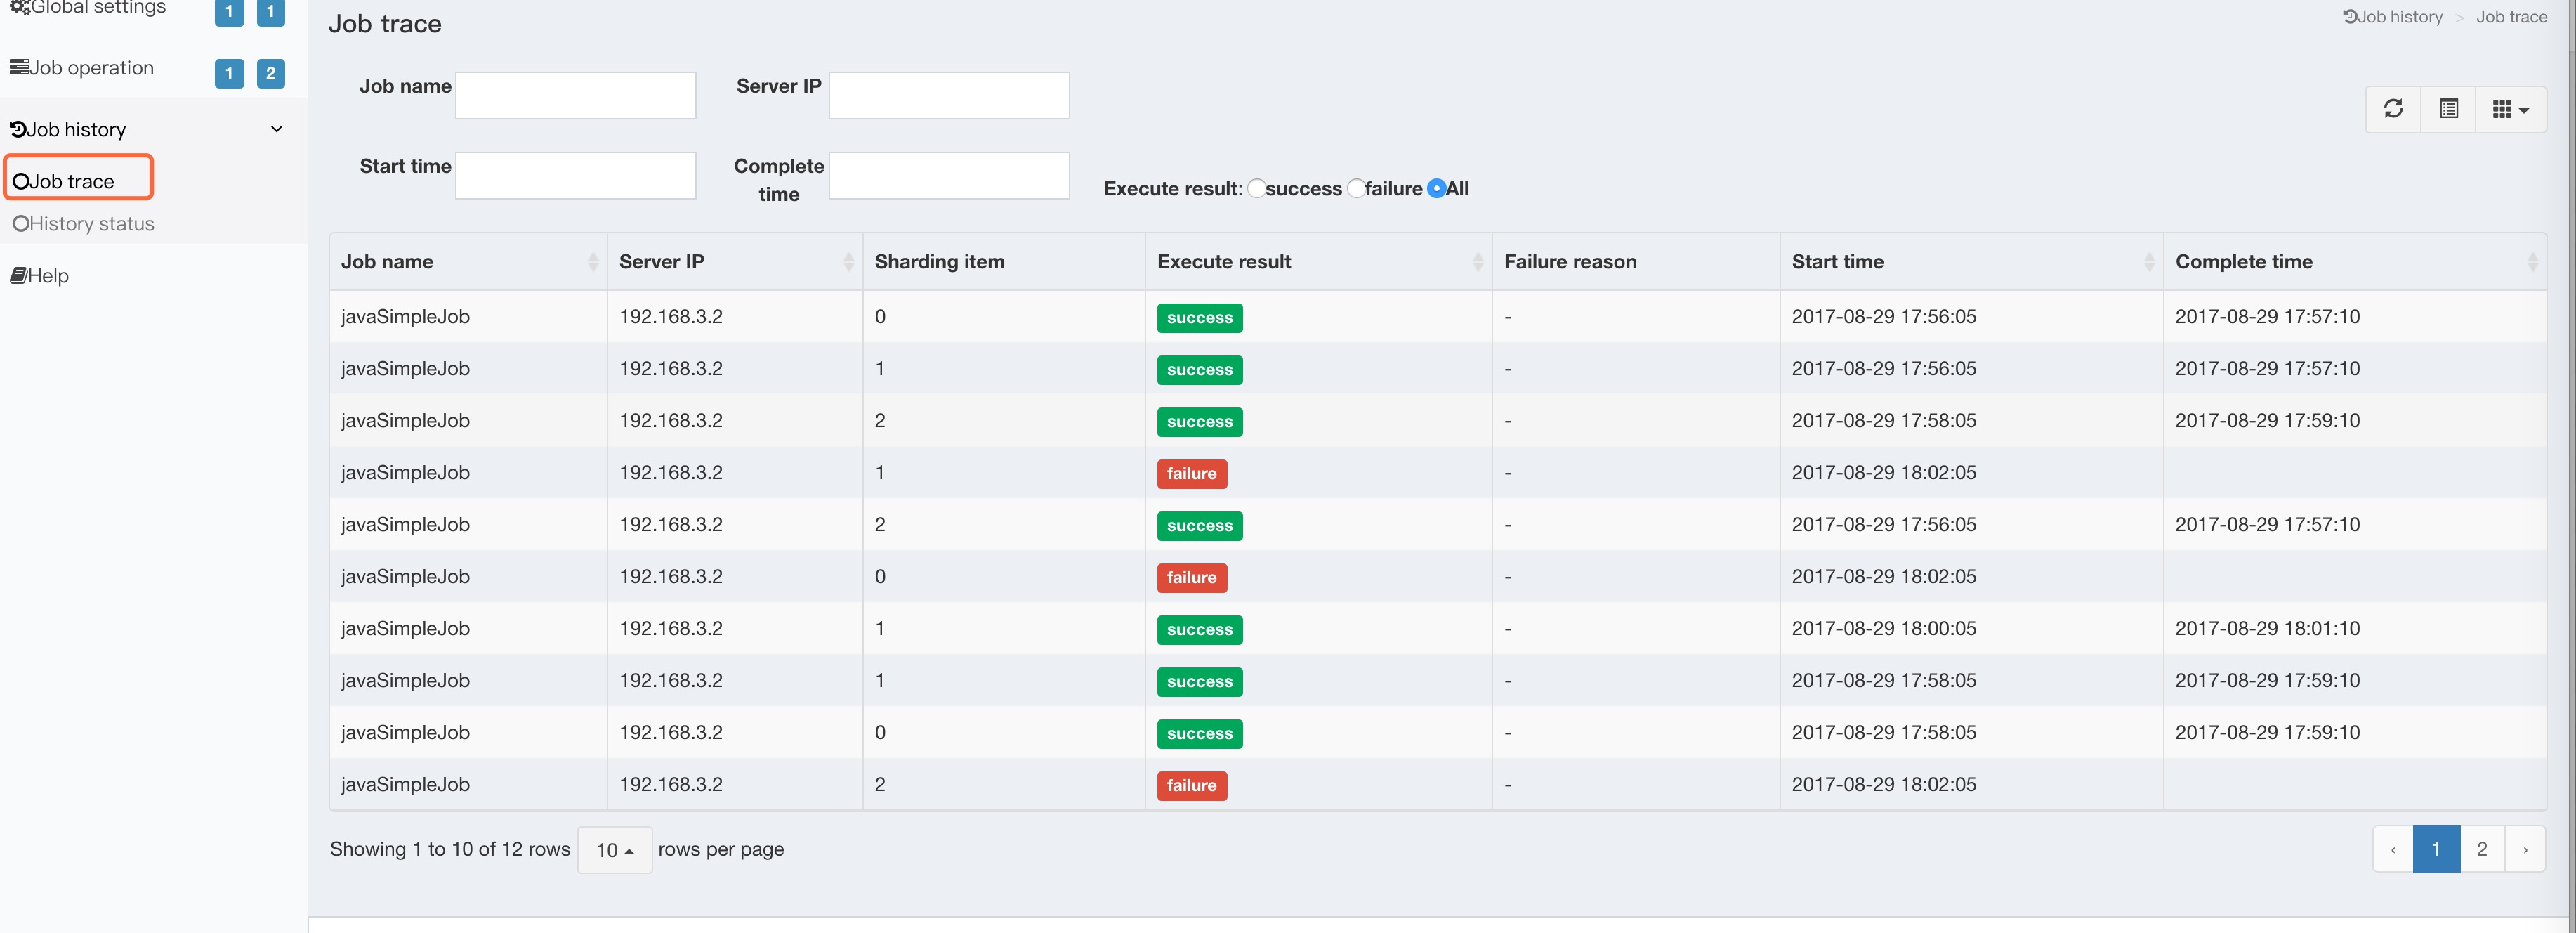 Global settings 1 1
Job operation 1 2
Job history
Job trace
History status
Help
Job trace
Job history > Job trace
Job name Server IP
Start time Complete time
Execute result: success failure All
Job name Server IP Sharding item Execute result Failure reason Start time Complete time
javaSimpleJob 192.168.3.2 0 success - 2017-08-29 17:56:05 2017-08-29 17:57:10
javaSimpleJob 192.168.3.2 1 success - 2017-08-29 17:56:05 2017-08-29 17:57:10
javaSimpleJob 192.168.3.2 2 success - 2017-08-29 17:58:05 2017-08-29 17:59:10
javaSimpleJob 192.168.3.2 1 failure - 2017-08-29 18:02:05
javaSimpleJob 192.168.3.2 2 success - 2017-08-29 17:56:05 2017-08-29 17:57:10
javaSimpleJob 192.168.3.2 0 failure - 2017-08-29 18:02:05
javaSimpleJob 192.168.3.2 1 success - 2017-08-29 18:00:05 2017-08-29 18:01:10
javaSimpleJob 192.168.3.2 1 success - 2017-08-29 17:58:05 2017-08-29 17:59:10
javaSimpleJob 192.168.3.2 0 success - 2017-08-29 17:58:05 2017-08-29 17:59:10
javaSimpleJob 192.168.3.2 2 failure - 2017-08-29 18:02:05
Showing 1 to 10 of 12 rows 10 rows per page
‹ 1 2 ›